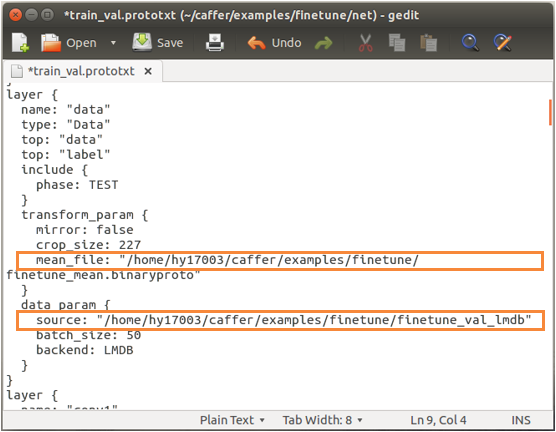 *train_val.prototxt (~/caffer/examples/finetune/net) - gedit
Open Save Undo
*train_val.prototxt ×
}
layer {
  name: "data"
  type: "Data"
  top: "data"
  top: "label"
  include {
    phase: TEST
  }
  transform_param {
    mirror: false
    crop_size: 227
    mean_file: "/home/hy17003/caffer/examples/finetune/
finetune_mean.binaryproto"
  }
  data_param {
    source: "/home/hy17003/caffer/examples/finetune/finetune_val_lmdb"
    batch_size: 50
    backend: LMDB
  }
}
layer {
  name: "conv1"
Plain Text Tab Width: 8 Ln 9, Col 4 INS